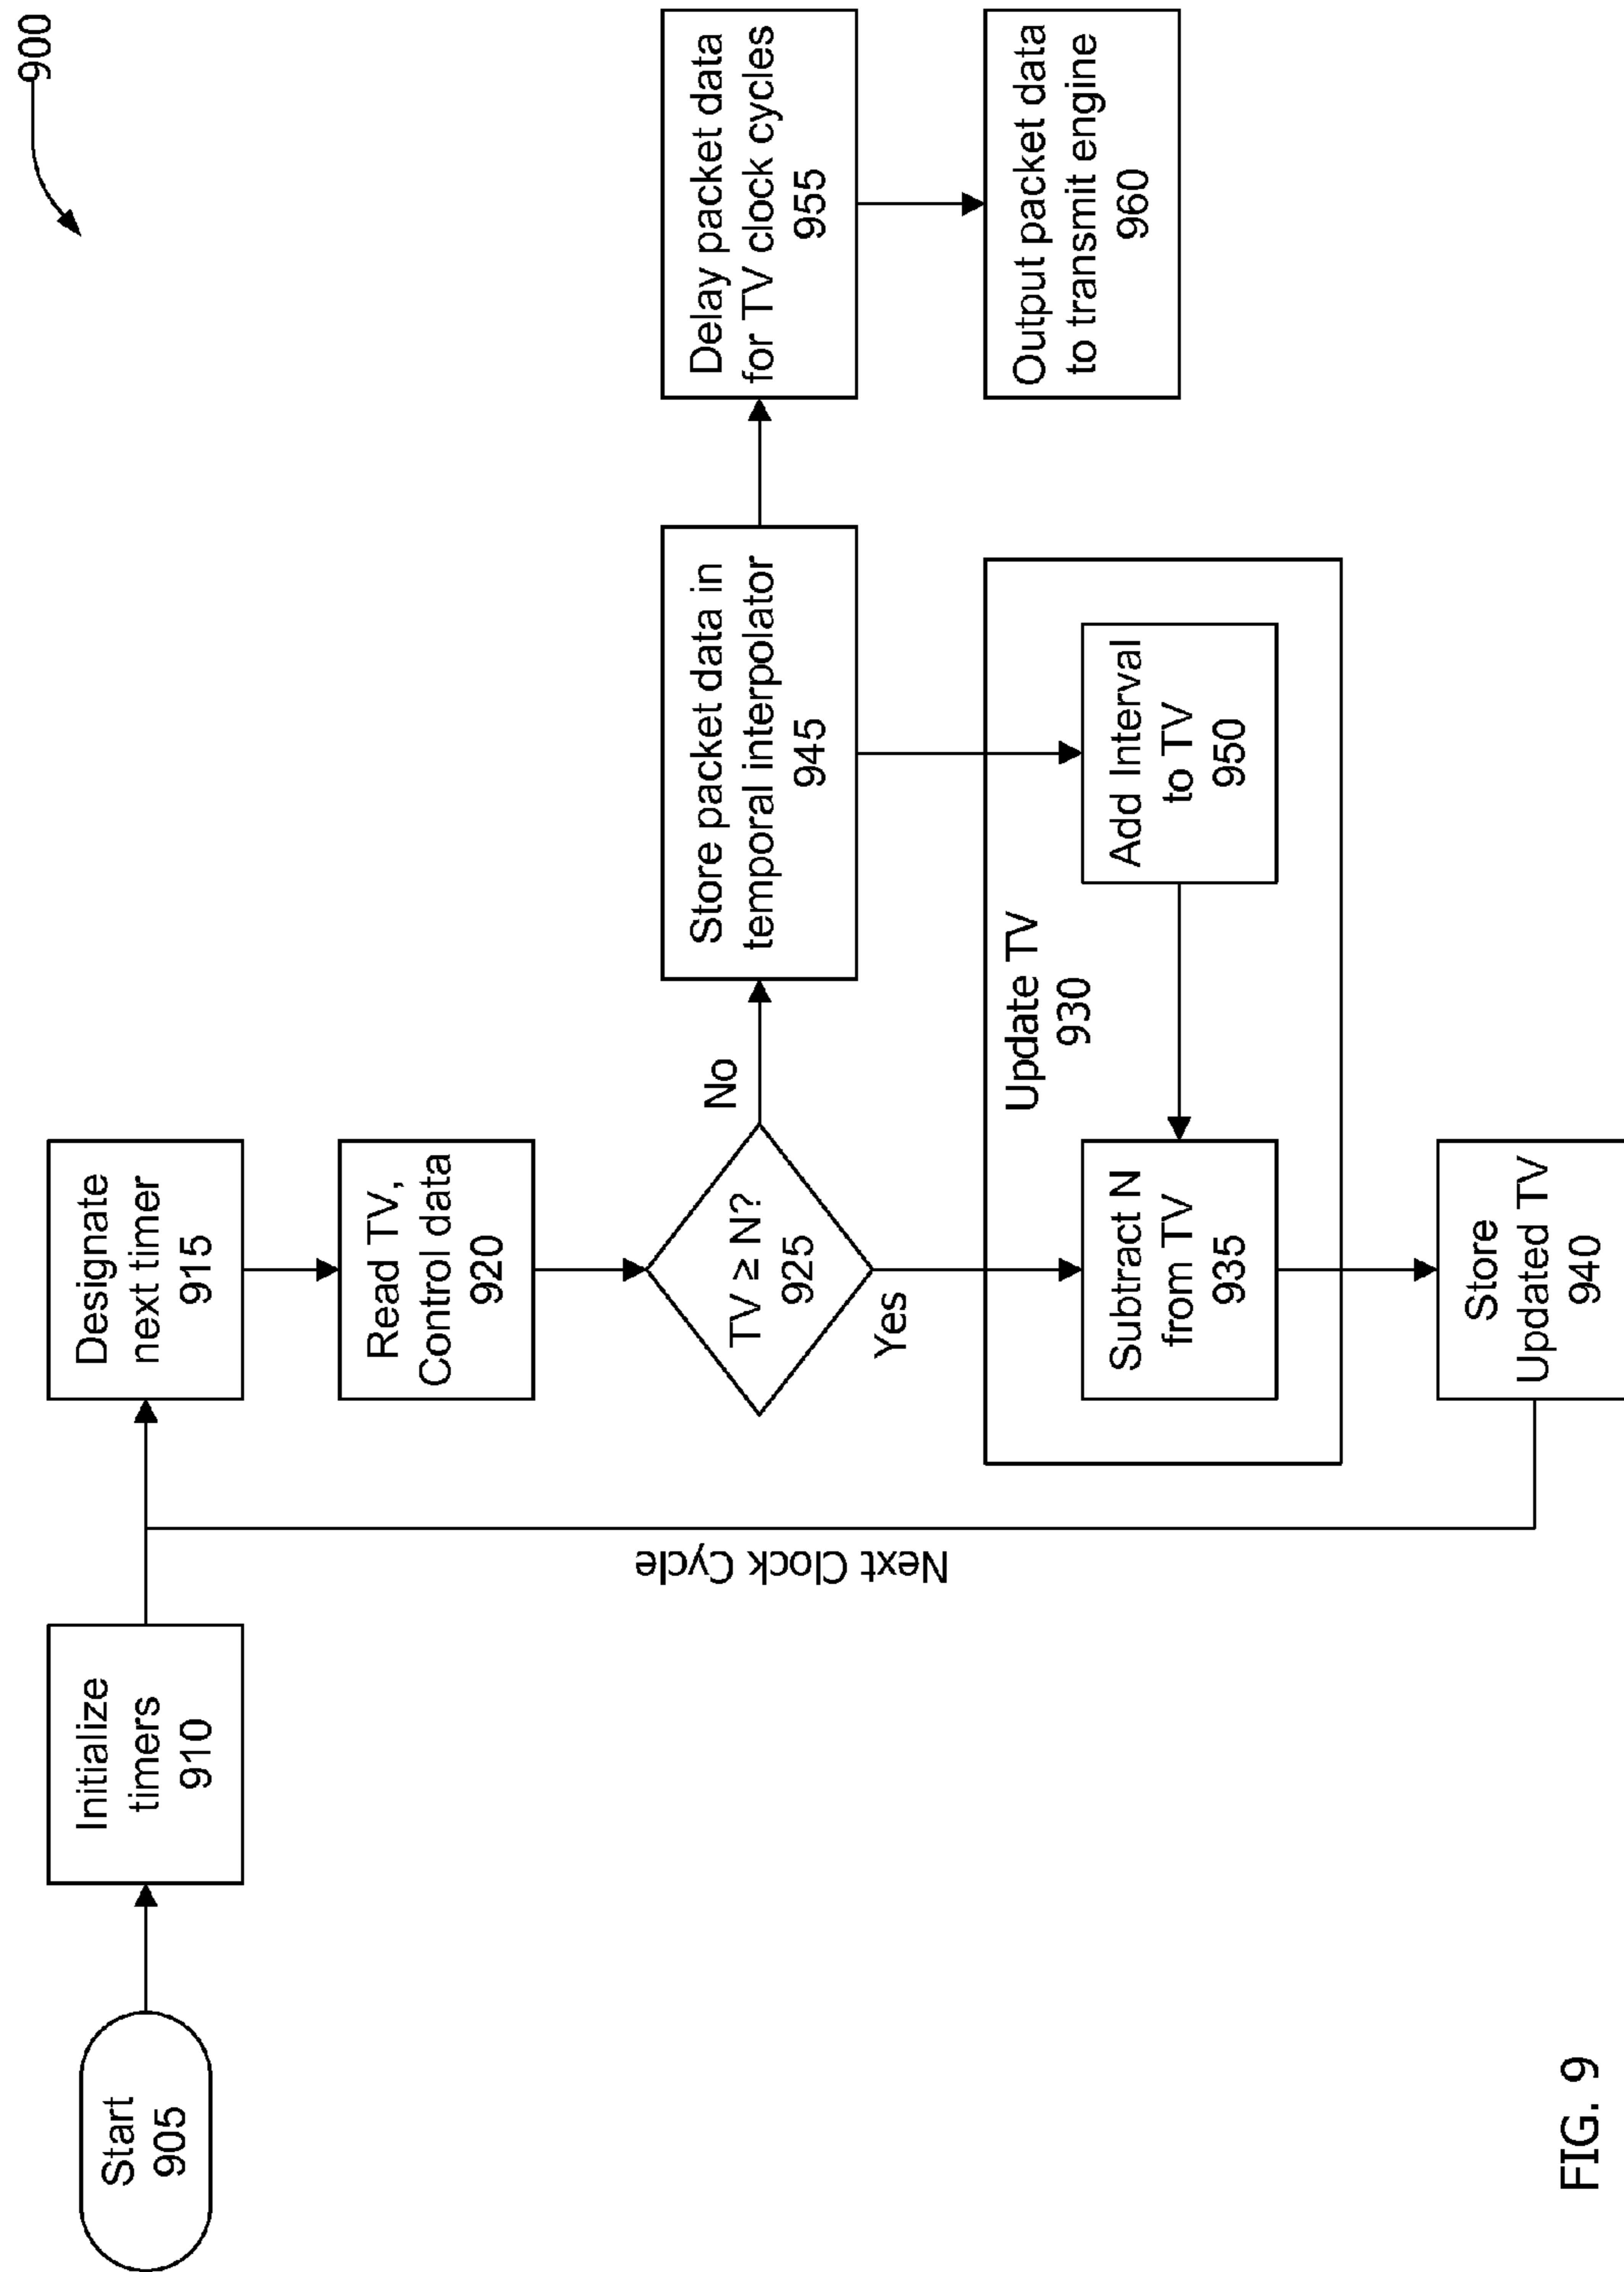 900
Start
905
Initialize
timers
910
Designate
next timer
915
Read TV,
Control data
920
TV ≥ N?
925
No
Yes
Store packet data in
temporal interpolator
945
Delay packet data
for TV clock cycles
955
Output packet data
to transmit engine
960
Update TV
930
Add Interval
to TV
950
Subtract N
from TV
935
Store
Updated TV
940
Next Clock Cycle
FIG. 9